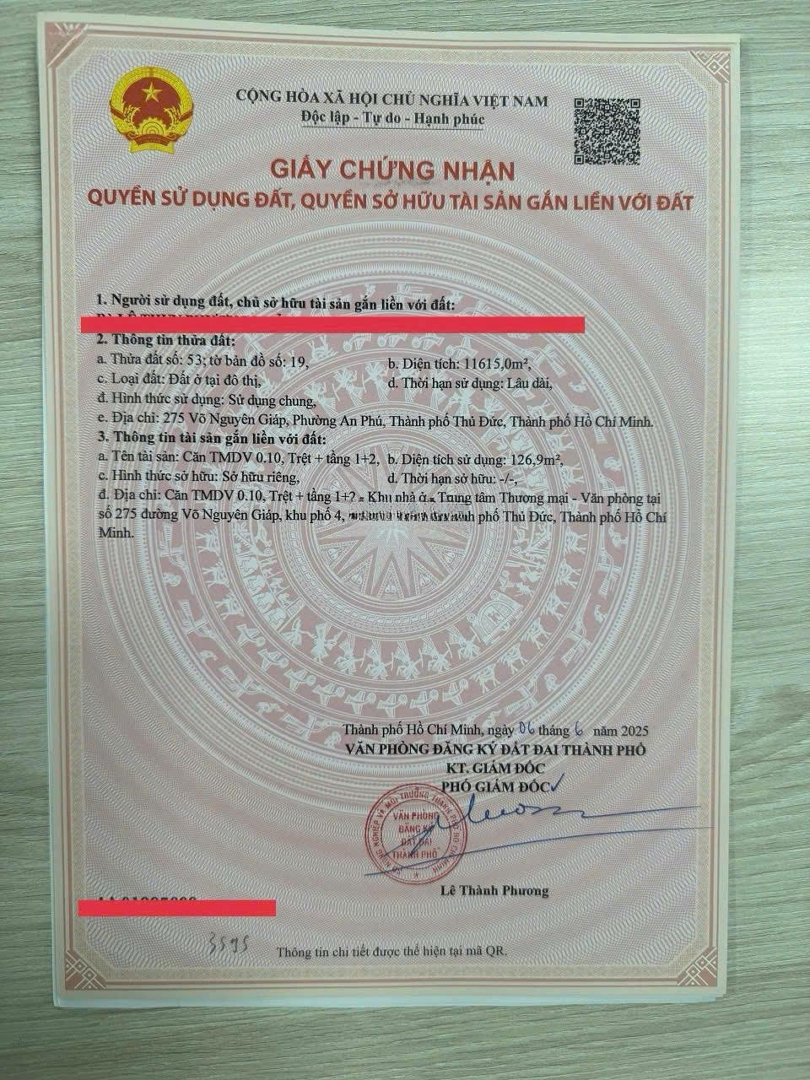 CỘNG HÒA XÃ HỘI CHỦ NGHĨA VIỆT NAM
Độc lập - Tự do - Hạnh phúc
GIẤY CHỨNG NHẬN
QUYỀN SỬ DỤNG ĐẤT, QUYỀN SỞ HỮU TÀI SẢN GẮN LIỀN VỚI ĐẤT
1. Người sử dụng đất, chủ sở hữu tài sản gắn liền với đất:
2. Thông tin thửa đất:
a. Thửa đất số: 53; tờ bản đồ số: 19, b. Diện tích: 11615,0m²,
c. Loại đất: Đất ở tại đô thị, d. Thời hạn sử dụng: Lâu dài,
đ. Hình thức sử dụng: Sử dụng chung,
e. Địa chỉ: 275 Võ Nguyên Giáp, Phường An Phú, Thành phố Thủ Đức, Thành phố Hồ Chí Minh.
3. Thông tin tài sản gắn liền với đất:
a. Tên tài sản: Căn TMDV 0.10, Trệt + tầng 1+2, b. Diện tích sử dụng: 126,9m²,
c. Hình thức sở hữu: Sở hữu riêng, d. Thời hạn sở hữu: -/-,
đ. Địa chỉ: Căn TMDV 0.10, Trệt + tầng 1+2 - Khu nhà ở - Trung tâm Thương mại - Văn phòng tại
số 275 đường Võ Nguyên Giáp, khu phố 4, phố Thủ Đức, Thành phố Hồ Chí
Minh.
Thành phố Hồ Chí Minh, ngày 06 tháng 6 năm 2025
VĂN PHÒNG ĐĂNG KÝ ĐẤT ĐAI THÀNH PHỐ
KT. GIÁM ĐỐC
PHÓ GIÁM ĐỐC
VĂN PHÒNG
ĐĂNG KÝ
ĐẤT ĐAI
THÀNH PHỐ
Lê Thành Phương
Thông tin chi tiết được thể hiện tại mã QR.